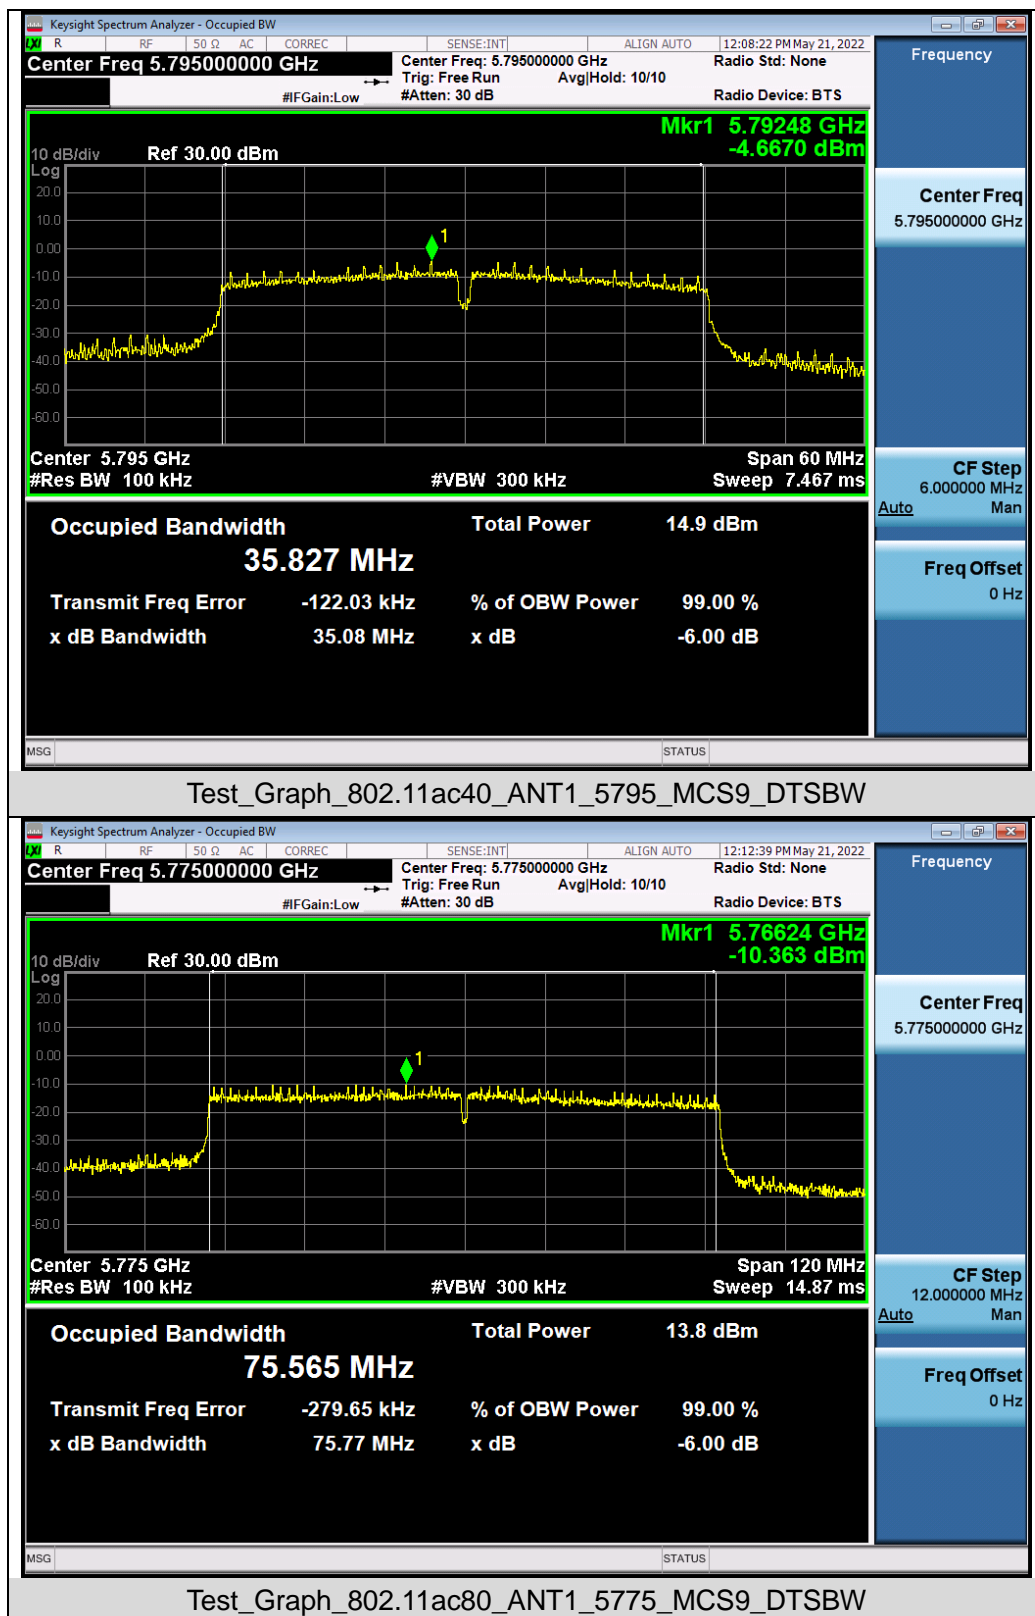 Keysight Spectrum Analyzer - Occupied BW
LXI R RF 50 Ω AC CORREC SENSE:INT ALIGN AUTO 12:08:22 PM May 21, 2022
Center Freq 5.795000000 GHz
Center Freq: 5.795000000 GHz Radio Std: None
Trig: Free Run Avg|Hold: 10/10
#IFGain:Low #Atten: 30 dB Radio Device: BTS
Frequency
Mkr1 5.79248 GHz
-4.6670 dBm
10 dB/div Ref 30.00 dBm
Log
20.0
10.0
0.00
-10.0
-20.0
-30.0
-40.0
-50.0
-60.0
1
Center 5.795 GHz Span 60 MHz
#Res BW 100 kHz #VBW 300 kHz Sweep 7.467 ms
Center Freq
5.795000000 GHz
CF Step
6.000000 MHz
Auto Man
Freq Offset
0 Hz
Occupied Bandwidth Total Power 14.9 dBm
35.827 MHz
Transmit Freq Error -122.03 kHz % of OBW Power 99.00 %
x dB Bandwidth 35.08 MHz x dB -6.00 dB
MSG STATUS
Test_Graph_802.11ac40_ANT1_5795_MCS9_DTSBW
Keysight Spectrum Analyzer - Occupied BW
LXI R RF 50 Ω AC CORREC SENSE:INT ALIGN AUTO 12:12:39 PM May 21, 2022
Center Freq 5.775000000 GHz
Center Freq: 5.775000000 GHz Radio Std: None
Trig: Free Run Avg|Hold: 10/10
#IFGain:Low #Atten: 30 dB Radio Device: BTS
Frequency
Mkr1 5.76624 GHz
-10.363 dBm
10 dB/div Ref 30.00 dBm
Log
20.0
10.0
0.00
-10.0
-20.0
-30.0
-40.0
-50.0
-60.0
1
Center 5.775 GHz Span 120 MHz
#Res BW 100 kHz #VBW 300 kHz Sweep 14.87 ms
Center Freq
5.775000000 GHz
CF Step
12.000000 MHz
Auto Man
Freq Offset
0 Hz
Occupied Bandwidth Total Power 13.8 dBm
75.565 MHz
Transmit Freq Error -279.65 kHz % of OBW Power 99.00 %
x dB Bandwidth 75.77 MHz x dB -6.00 dB
MSG STATUS
Test_Graph_802.11ac80_ANT1_5775_MCS9_DTSBW